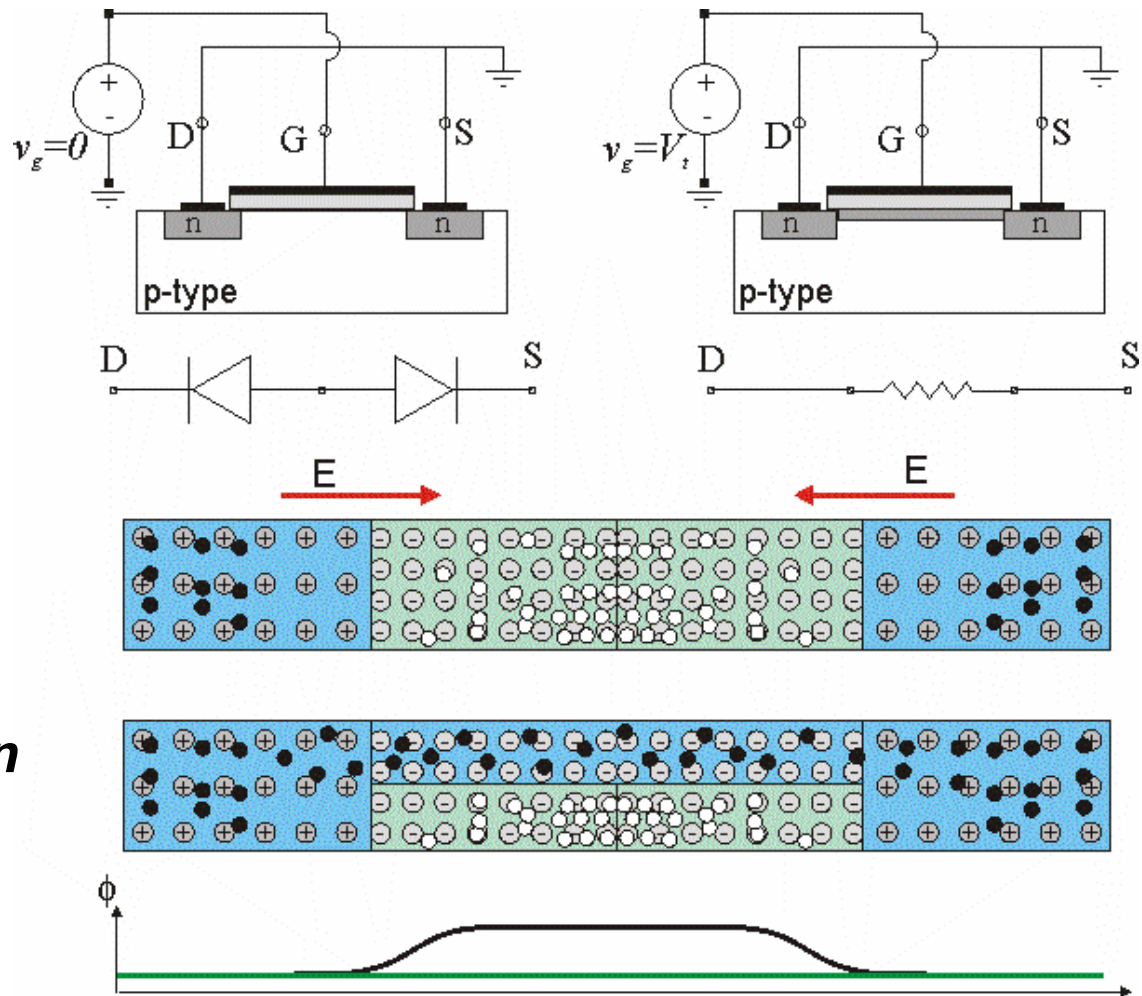 + +
- -
D G S D G S
v_g=0 v_g=V_t
n n n n
p-type p-type
D S D S
E E
n
ϕ